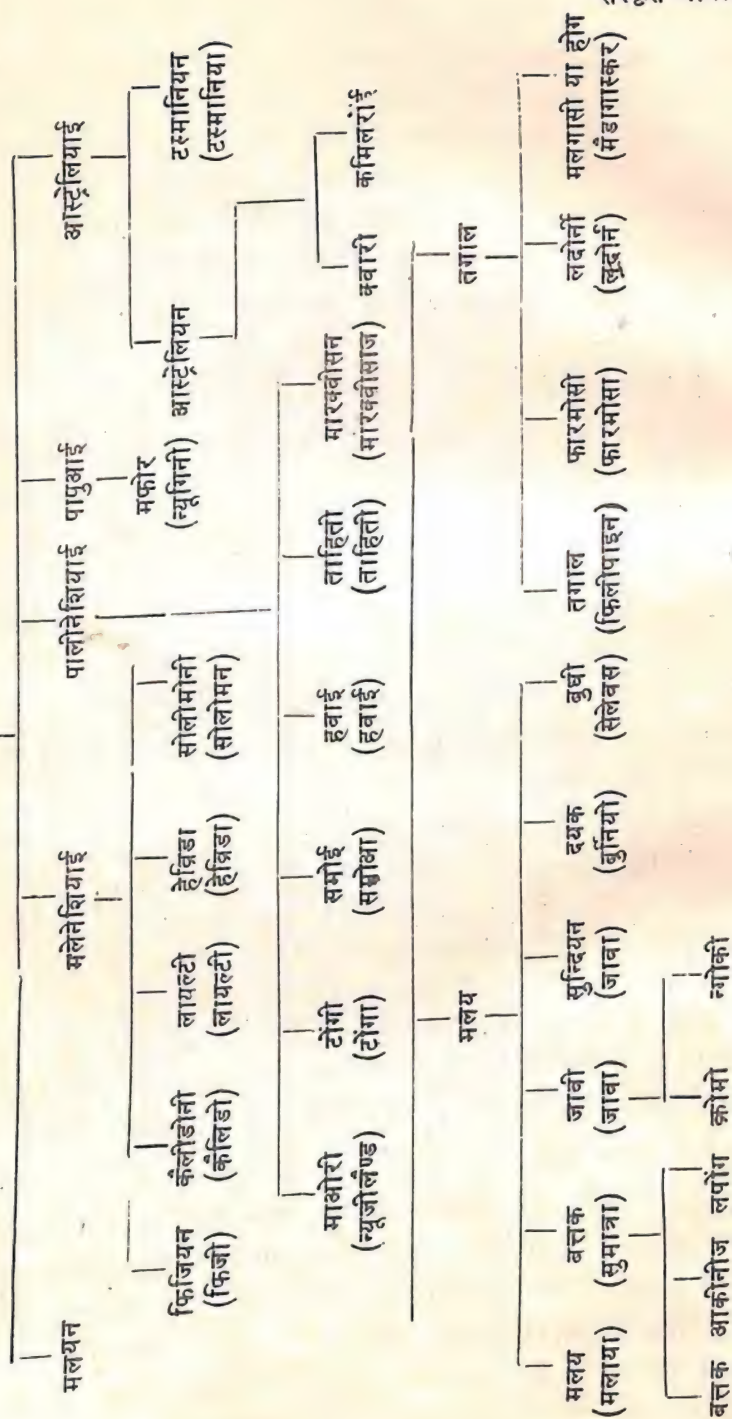 मलयन मलेनेशियाई पालीनेशियाई पापुआई आस्ट्रेलियाई
मफोर
(न्यूगिनी)
आस्ट्रेलियन टस्मानियन
(टस्मानिया)
फिजियन कैलीडोनी लायल्टी हेब्रिडा सोलीमोनी
(फिजी) (कैलिडो) (लायल्टी) (हेब्रिडा) (सोलोमन)
क्वारी कमिलरोई
माओरी टोंगी समोई हवाई ताहितो मारक्वीसन
(न्यूजीलैण्ड) (टोंगा) (सम्रोआ) (हवाई) (ताहिती) (मारक्वीसाज)
मलय तगाल
मलय बत्तक जावी सुन्दियन दयक बुघी
(मलाया) (सुमात्रा) (जावा) (जावा) (बुनियो) (सेलेबस)
तगाल फारमोसी लदोर्नी मलगासी या होग
(फिलीपाइन) (फारमोसा) (लूदोर्न) (मैडागास्कर)
बत्तक आकीनीज लपोंग क्रोमो न्गोकी